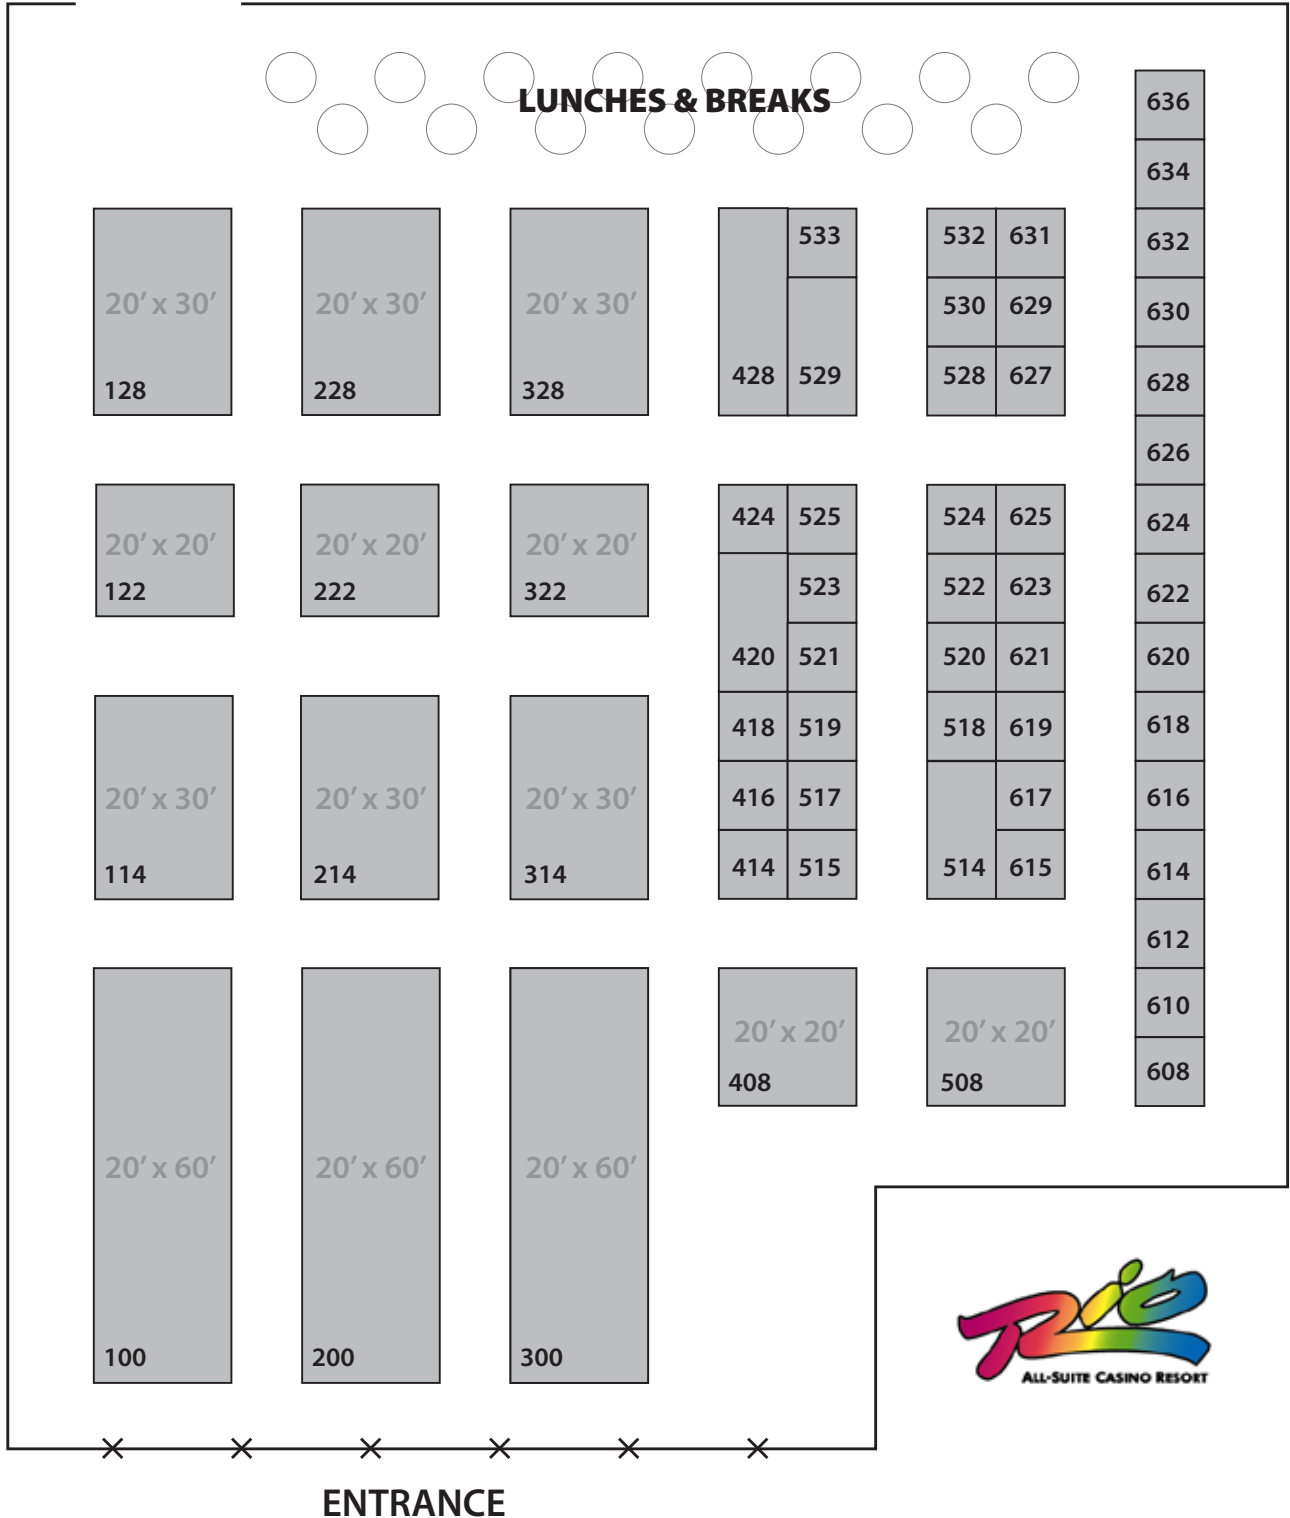 LUNCHES & BREAKS
636
634
533 532 631 632
20’ x 30’ 20’ x 30’ 20’ x 30’ 530 629 630
128 228 328 428 529 528 627 628
626
424 525 524 625 624
20’ x 20’ 20’ x 20’ 20’ x 20’
122 222 322 523 522 623 622
420 521 520 621 620
418 519 518 619 618
20’ x 30’ 20’ x 30’ 20’ x 30’ 416 517 617 616
114 214 314 414 515 514 615 614
612
20’ x 20’ 20’ x 20’ 610
408 508 608
20’ x 60’ 20’ x 60’ 20’ x 60’
100 200 300
Rio
ALL-SUITE CASINO RESORT
ENTRANCE